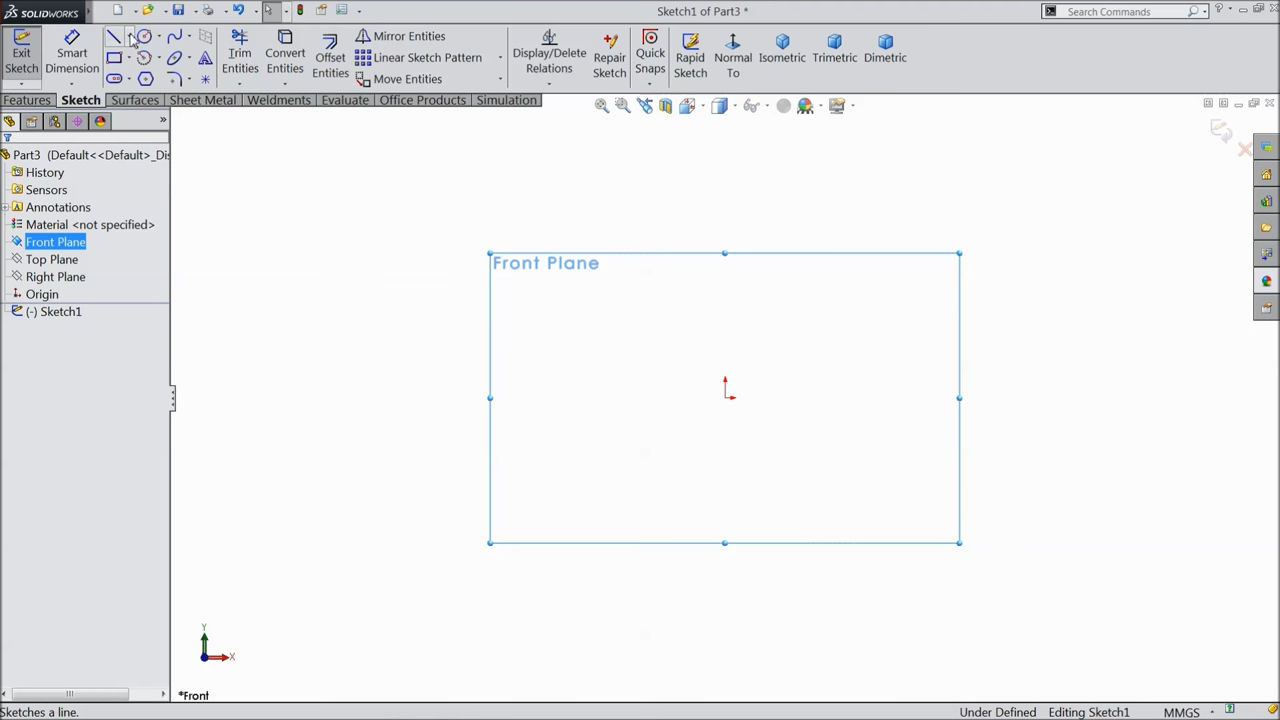 SOLIDWORKS
Sketch1 of Part3 *
Search Commands
?
Exit Sketch
Smart Dimension
Trim Entities
Convert Entities
Offset Entities
Mirror Entities
Linear Sketch Pattern
Move Entities
Display/Delete Relations
Repair Sketch
Quick Snaps
Rapid Sketch
Normal To
Isometric
Trimetric
Dimetric
Features
Sketch
Surfaces
Sheet Metal
Weldments
Evaluate
Office Products
Simulation
Part3 (Default<<Default>_Dis
History
Sensors
Annotations
Material <not specified>
Front Plane
Top Plane
Right Plane
Origin
(-) Sketch1
Front Plane
Y
X
*Front
Sketches a line.
Under Defined
Editing Sketch1
MMGS